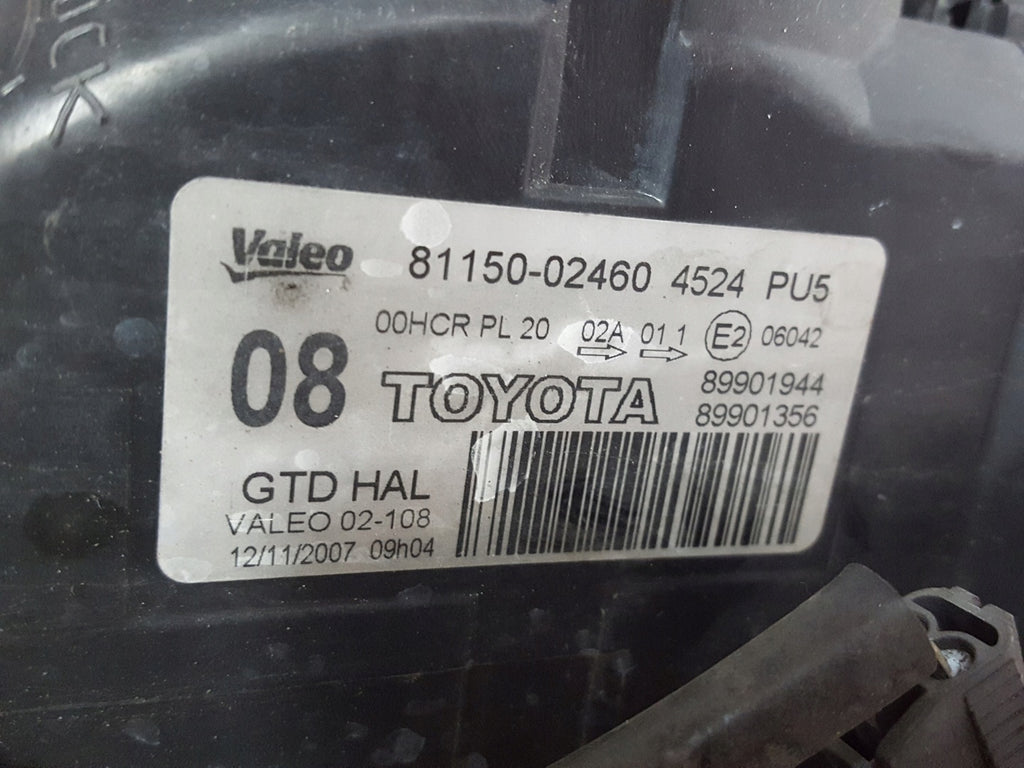 Valeo 81150-02460 4524 PU5
00HCR PL 20 02A 01 1 E2 06042
08 TOYOTA 89901944
89901356
GTD HAL
VALEO 02-108
12/11/2007 09h04